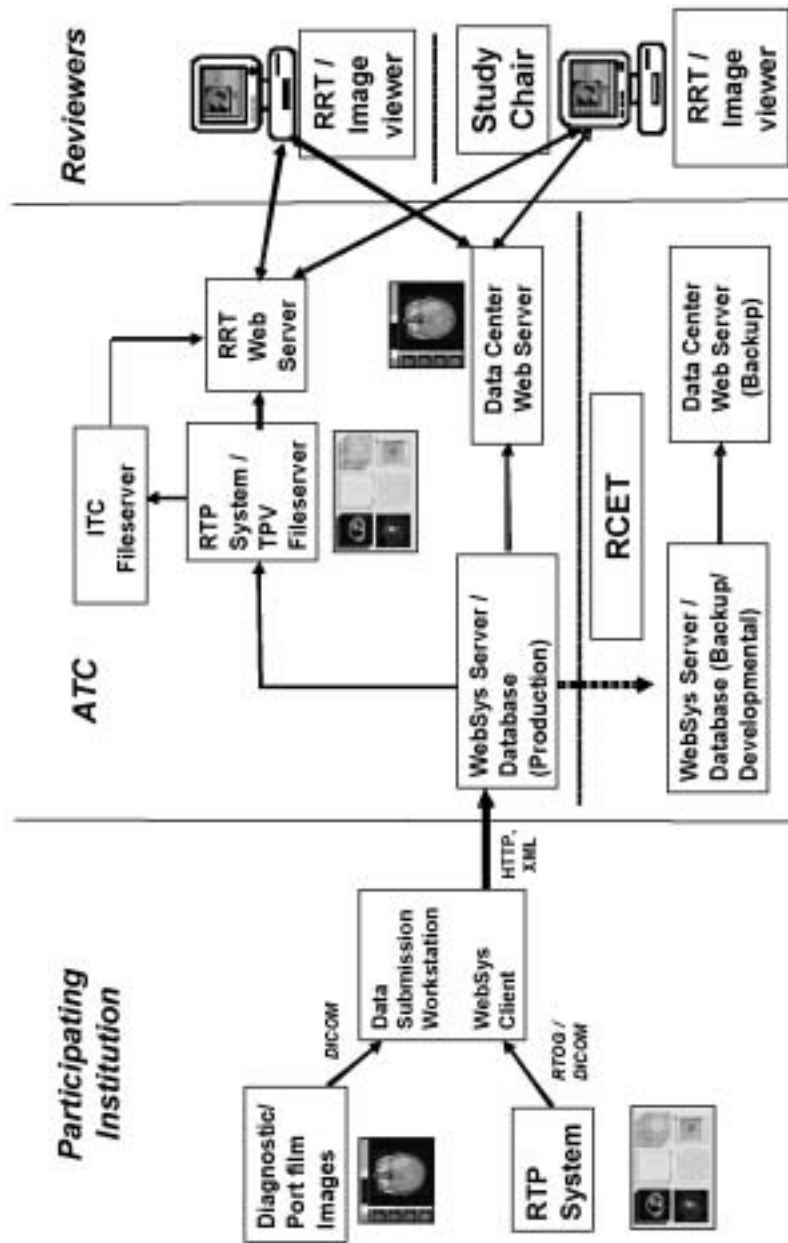 Participating
Institution
ATC
Reviewers
Diagnostic/
Port film
Images
DICOM
RTP
System
RTOG /
DICOM
Data
Submission
Workstation
WebSys
Client
HTTP,
XML
ITC
Fileserver
RTP
System /
TPV
Fileserver
RRT
Web
Server
WebSys Server /
Database
(Production)
Data Center
Web Server
RCET
WebSys Server /
Database (Backup/
Developmental)
Data Center
Web Server
(Backup)
RRT /
Image
viewer
Study
Chair
RRT /
Image
viewer